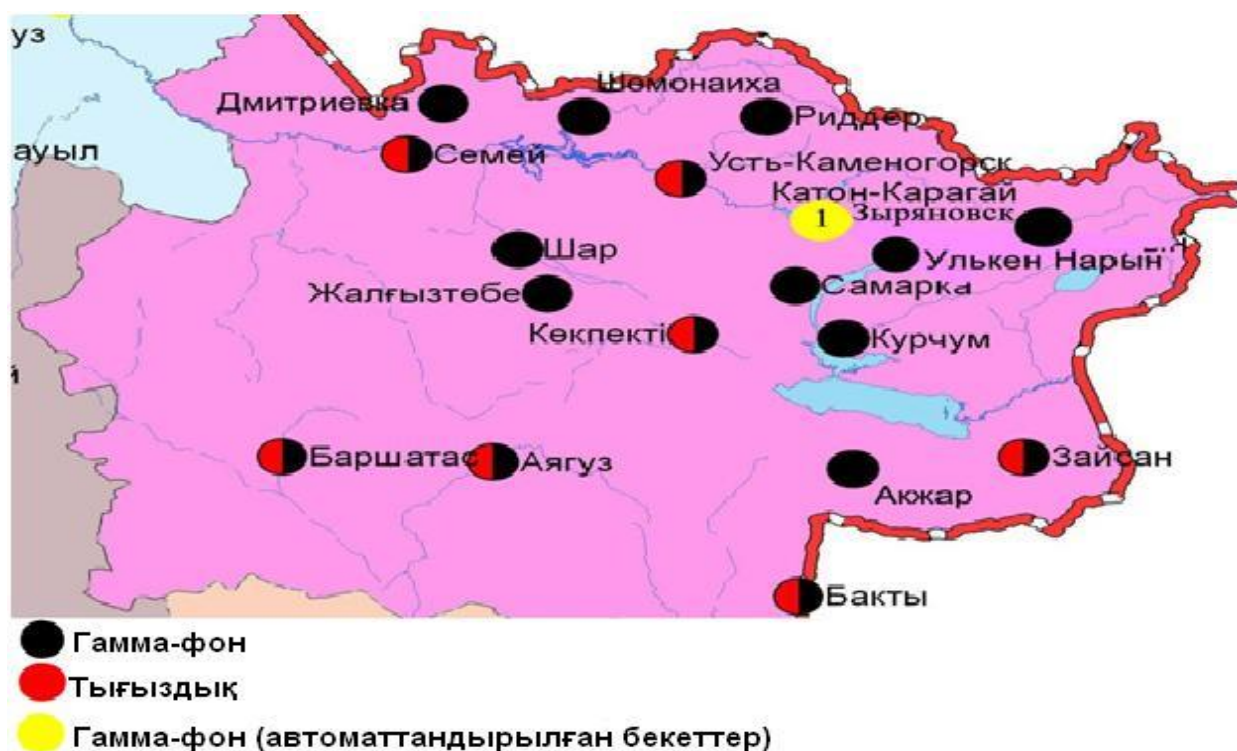 уз
Шемонаиха
Дмитриевка
Риддер
ауыл
Семей
Усть-Каменогорск
Катон-Карагай
1 Зыряновск
Шар
Улькен Нарын
Жалғызтөбе
Самарка
Көкпекті
Курчум
й
Баршатас
Аягуз
Зайсан
Акжар
Бакты
Гамма-фон
Тығыздық
Гамма-фон (автоматтандырылған бекеттер)